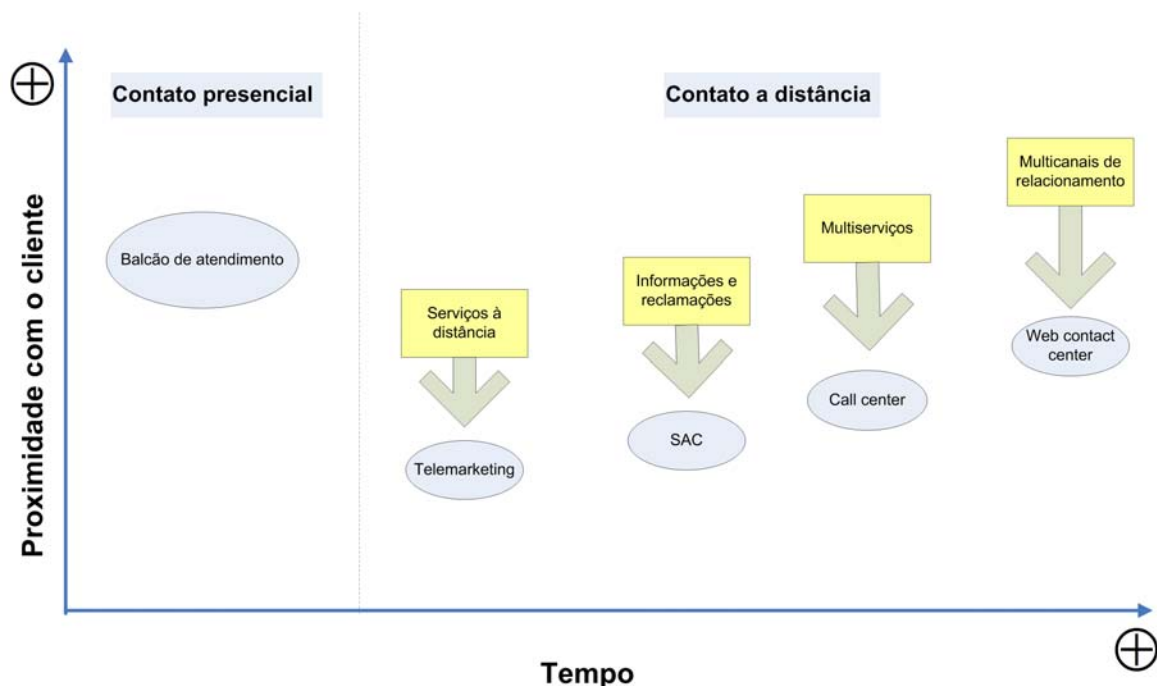 Contato presencial
Contato a distância
Proximidade com o cliente
Balcão de atendimento
Serviços à
distância
Telemarketing
Informações e
reclamações
SAC
Multiserviços
Call center
Multicanais de
relacionamento
Web contact
center
Tempo